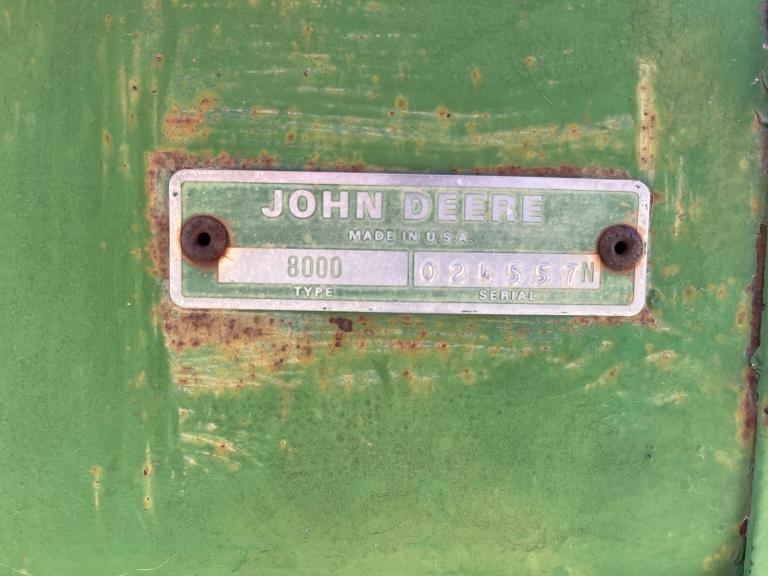 JOHN DEERE
MADE IN U.S.A.
8000 024557N
TYPE SERIAL